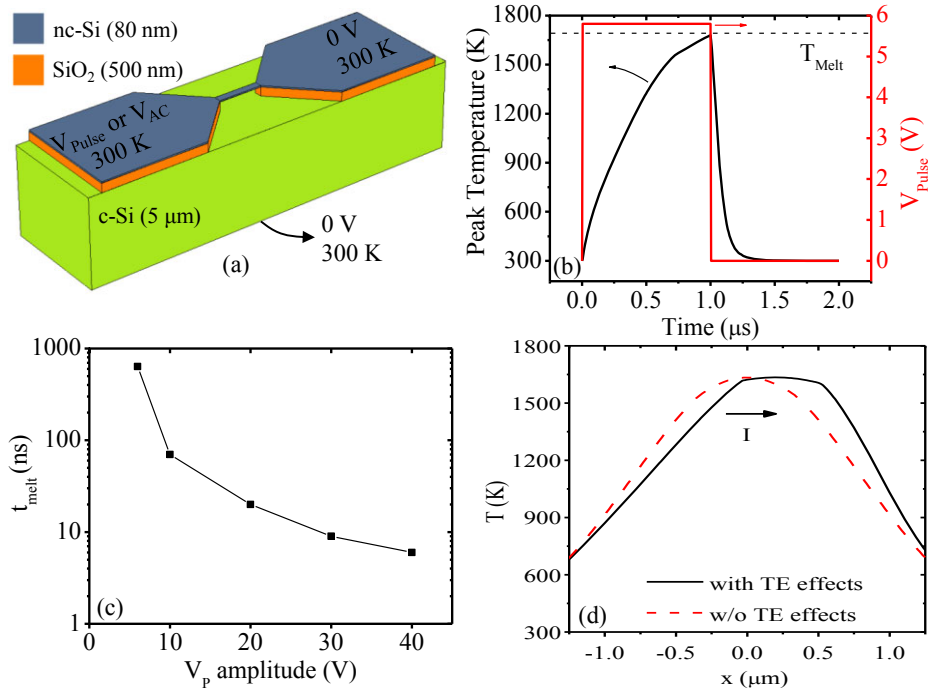 nc-Si (80 nm)
SiO2 (500 nm)
0 V
300 K
VPulse or VAC
300 K
c-Si (5 μm)
0 V
300 K
(a)
1800
1500
1200
900
600
300
Peak Temperature (K)
TMelt
6
5
4
3
2
1
0
VPulse (V)
(b)
0.0 0.5 1.0 1.5 2.0
Time (μs)
1000
100
10
1
tmelt (ns)
(c)
0 10 20 30 40
VP amplitude (V)
1800
1500
1200
900
600
300
T (K)
I
with TE effects
w/o TE effects
(d)
-1.0 -0.5 0.0 0.5 1.0
x (μm)